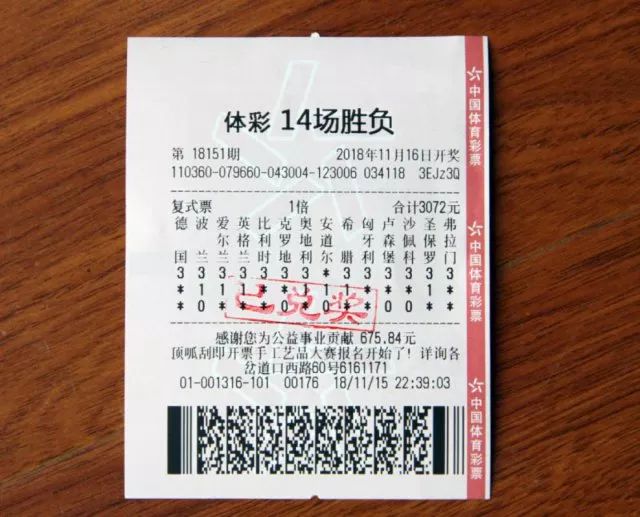 体彩 14场胜负
第 18151期 2018年11月16日开奖
110360-079660-043004-123006 034118 3EJz3Q
复式票 1倍 合计3072元
德 波 爱 英 比 克 奥 安 希 匈 卢 沙 圣 弗
尔 格 利 罗 地 道 牙 森 佩 保 拉
国 兰 兰 兰 时 地 利 尔 腊 利 堡 科 罗 门
3 3 3 3 3 3 3 3 3 3 3 3 3 3
已兑奖
感谢您为公益事业贡献 675.84元
顶呱刮即开票手工艺品大赛报名开始了!详询各
岔道口西路60号6161171
01-001316-101 00176 18/11/15 22:39:03
中国体育彩票
中国体育彩票
中国体育彩票